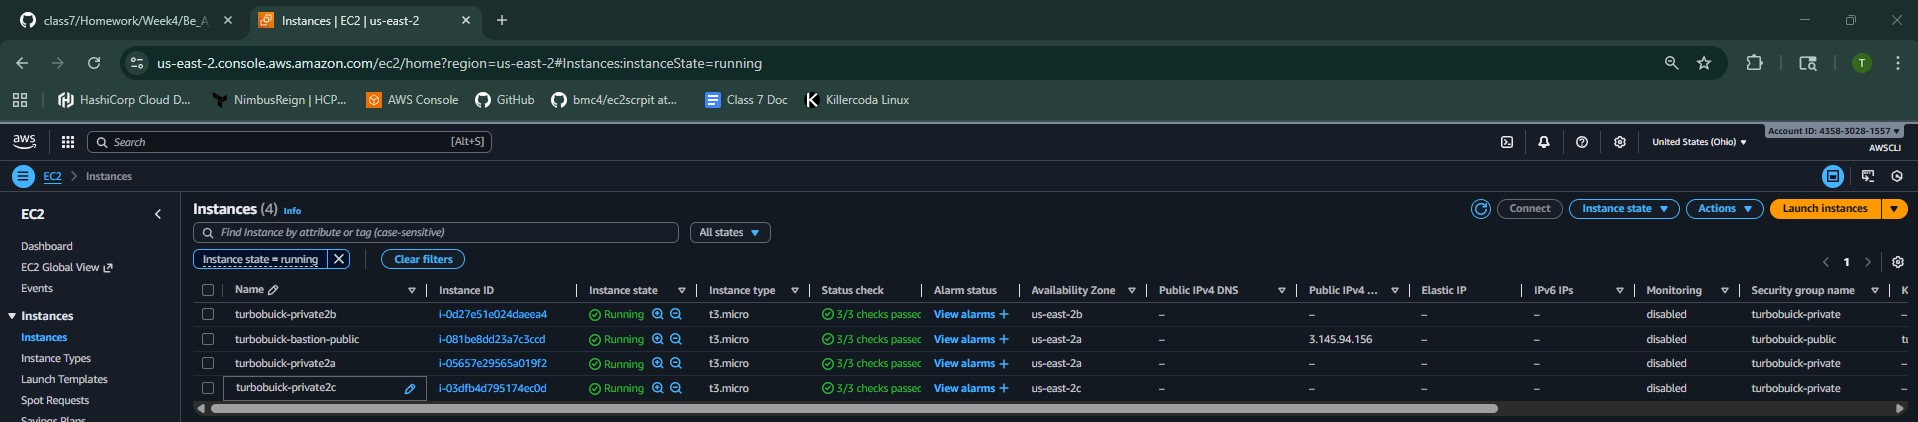 class7/Homework/Week4/Be_A
Instances | EC2 | us-east-2
us-east-2.console.aws.amazon.com/ec2/home?region=us-east-2#Instances:instanceState=running
T
HashiCorp Cloud D...
NimbusReign | HCP...
AWS Console
GitHub
bmc4/ec2scrpit at...
Class 7 Doc
Killercoda Linux
aws
Search
[Alt+S]
United States (Ohio)
Account ID: 4358-3028-1557
AWSCLI
EC2 > Instances
EC2
Dashboard
EC2 Global View
Events
Instances
Instances
Instance Types
Launch Templates
Spot Requests
Savings Plans
Instances (4) Info
Connect
Instance state
Actions
Launch instances
Find Instance by attribute or tag (case-sensitive)
All states
Instance state = running
Clear filters
1
Name Instance ID Instance state Instance type Status check Alarm status Availability Zone Public IPv4 DNS Public IPv4 ... Elastic IP IPv6 IPs Monitoring Security group name K
turbobuick-private2b i-0d27e51e024daeea4 Running t3.micro 3/3 checks passed View alarms + us-east-2b – – – – disabled turbobuick-private –
turbobuick-bastion-public i-081be8dd23a7c3ccd Running t3.micro 3/3 checks passed View alarms + us-east-2a – 3.145.94.156 – – disabled turbobuick-public tu
turbobuick-private2a i-05657e29565a019f2 Running t3.micro 3/3 checks passed View alarms + us-east-2a – – – – disabled turbobuick-private –
turbobuick-private2c i-03dfb4d795174ec0d Running t3.micro 3/3 checks passed View alarms + us-east-2c – – – – disabled turbobuick-private –